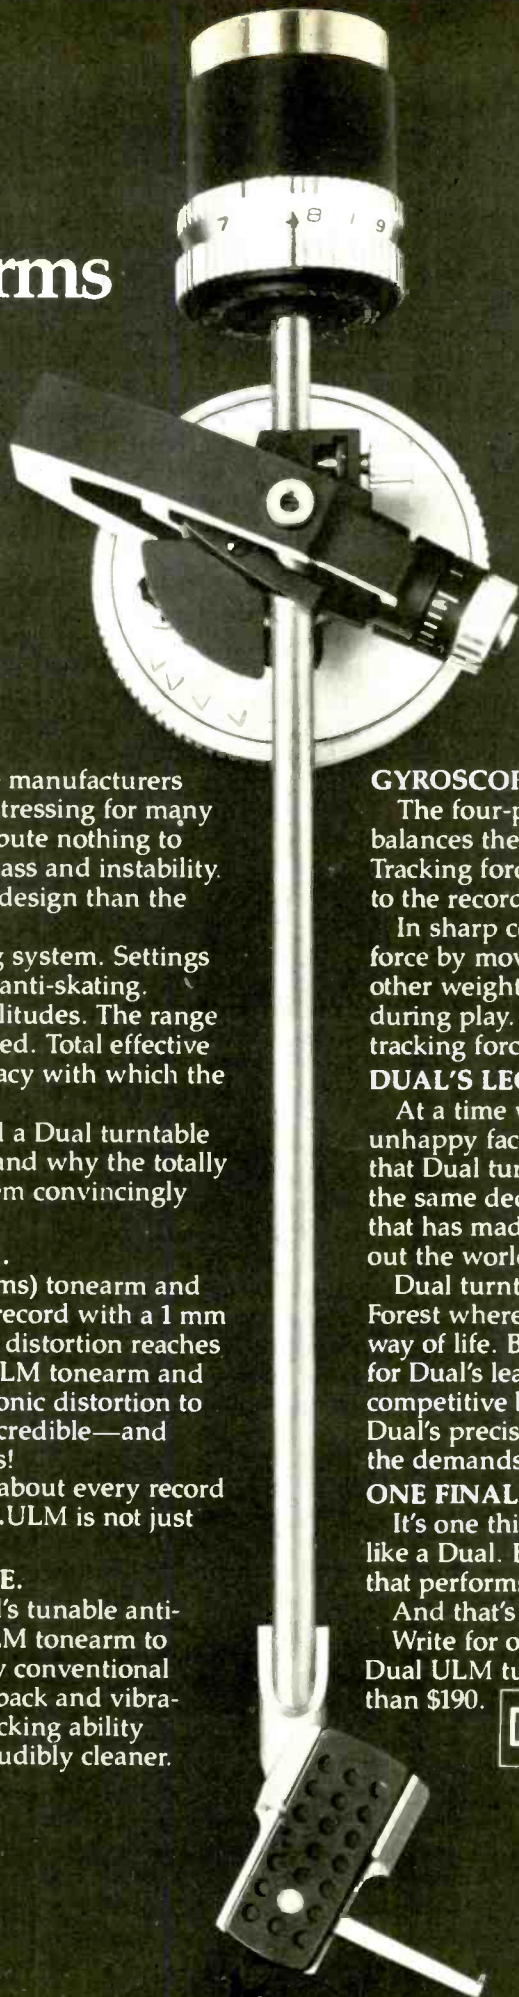 rms
7 8 9
manufacturers
tressing for many
oute nothing to
ass and instability.
design than the
g system. Settings
anti-skating.
litudes. The range
ed. Total effective
acy with which the
l a Dual turntable
and why the totally
em convincingly
ms) tonearm and
record with a 1 mm
distortion reaches
LM tonearm and
onic distortion to
credible—and
s!
about every record
.ULM is not just
E.
l's tunable anti-
LM tonearm to
y conventional
back and vibra-
cking ability
udibly cleaner.
GYROSCOP
The four-p
balances the
Tracking forc
to the record
In sharp co
force by mov
other weight
during play.
tracking forc
DUAL'S LEG
At a time w
unhappy fac
that Dual tur
the same dec
that has mad
out the world
Dual turnt
Forest where
way of life. B
for Dual's lea
competitive b
Dual's precis
the demands
ONE FINAL
It's one thi
like a Dual. B
that performs
And that's
Write for o
Dual ULM tu
than $190.